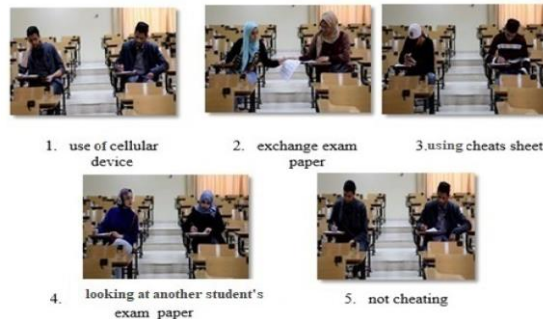 1. use of cellular
device
2. exchange exam
paper
3.using cheats sheet
4. looking at another student's
exam paper
5. not cheating